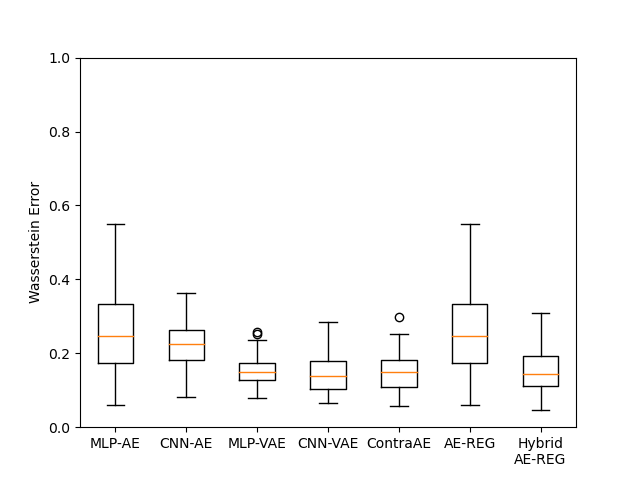 1.0
0.8
0.6
0.4
0.2
0.0
Wasserstein Error
MLP-AE
CNN-AE
MLP-VAE
CNN-VAE
ContraAE
AE-REG
Hybrid
AE-REG